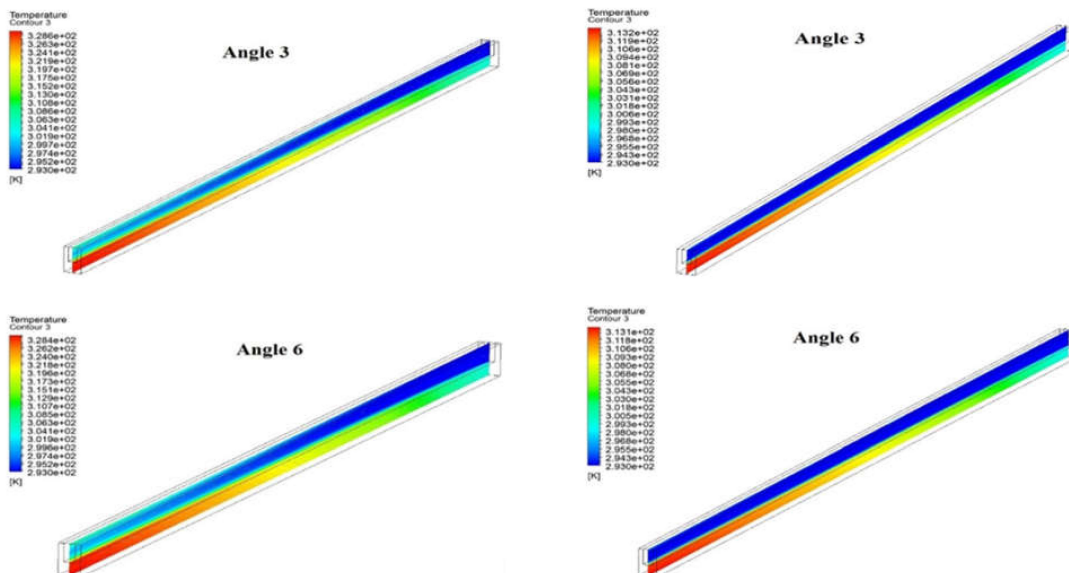 Temperature
Contour 3
3.286e+02
3.263e+02
3.241e+02
3.219e+02
3.197e+02
3.175e+02
3.152e+02
3.130e+02
3.108e+02
3.086e+02
3.063e+02
3.041e+02
3.019e+02
2.997e+02
2.974e+02
2.952e+02
2.930e+02
[K]
Angle 3
Temperature
Contour 3
3.132e+02
3.119e+02
3.106e+02
3.094e+02
3.081e+02
3.069e+02
3.056e+02
3.043e+02
3.031e+02
3.018e+02
3.006e+02
2.993e+02
2.980e+02
2.968e+02
2.955e+02
2.943e+02
2.930e+02
[K]
Angle 3
Temperature
Contour 3
3.284e+02
3.262e+02
3.240e+02
3.218e+02
3.196e+02
3.173e+02
3.151e+02
3.129e+02
3.107e+02
3.085e+02
3.063e+02
3.041e+02
3.019e+02
2.996e+02
2.974e+02
2.952e+02
2.930e+02
[K]
Angle 6
Temperature
Contour 3
3.131e+02
3.118e+02
3.106e+02
3.093e+02
3.080e+02
3.068e+02
3.055e+02
3.043e+02
3.030e+02
3.018e+02
3.005e+02
2.993e+02
2.980e+02
2.968e+02
2.955e+02
2.943e+02
2.930e+02
[K]
Angle 6